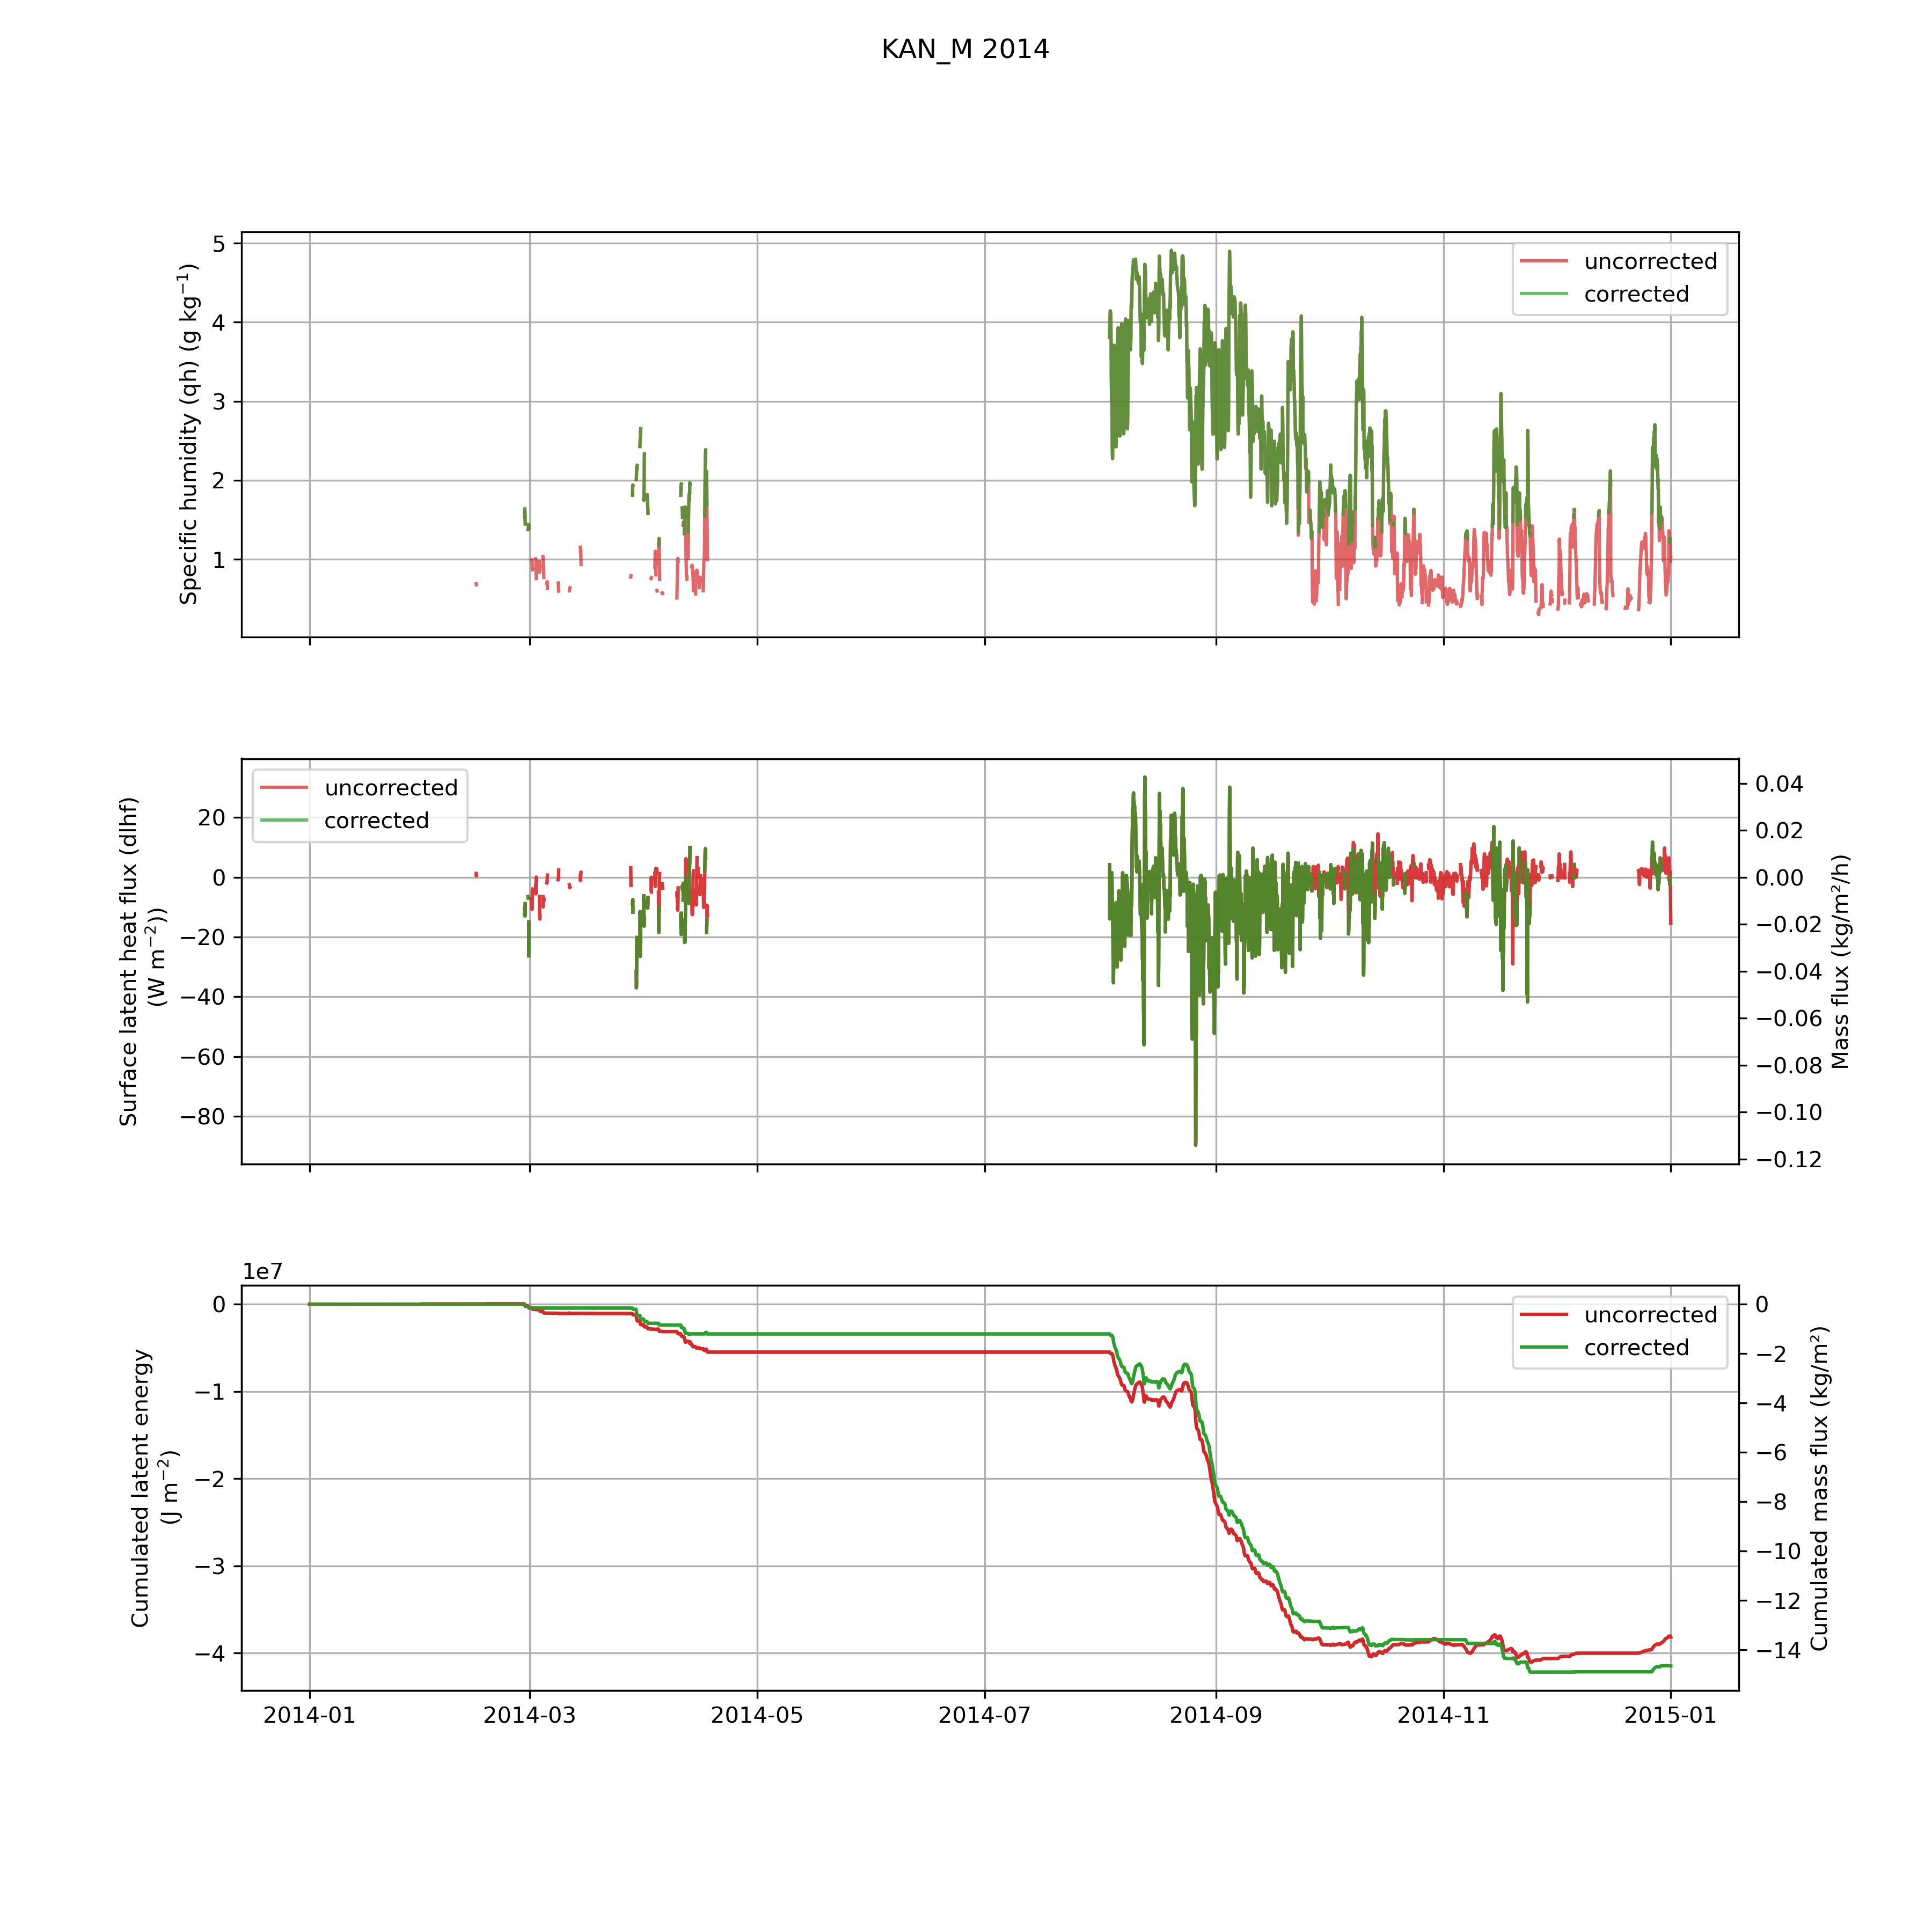 KAN_M 2014
Specific humidity (qh) (g kg⁻¹)
5
4
3
2
1
uncorrected
corrected
Surface latent heat flux (dlhf)
(W m⁻²))
20
0
−20
−40
−60
−80
uncorrected
corrected
0.04
0.02
0.00
−0.02
−0.04
−0.06
−0.08
−0.10
−0.12
Mass flux (kg/m²/h)
1e7
Cumulated latent energy
(J m⁻²)
0
−1
−2
−3
−4
uncorrected
corrected
0
−2
−4
−6
−8
−10
−12
−14
Cumulated mass flux (kg/m²)
2014-01 2014-03 2014-05 2014-07 2014-09 2014-11 2015-01